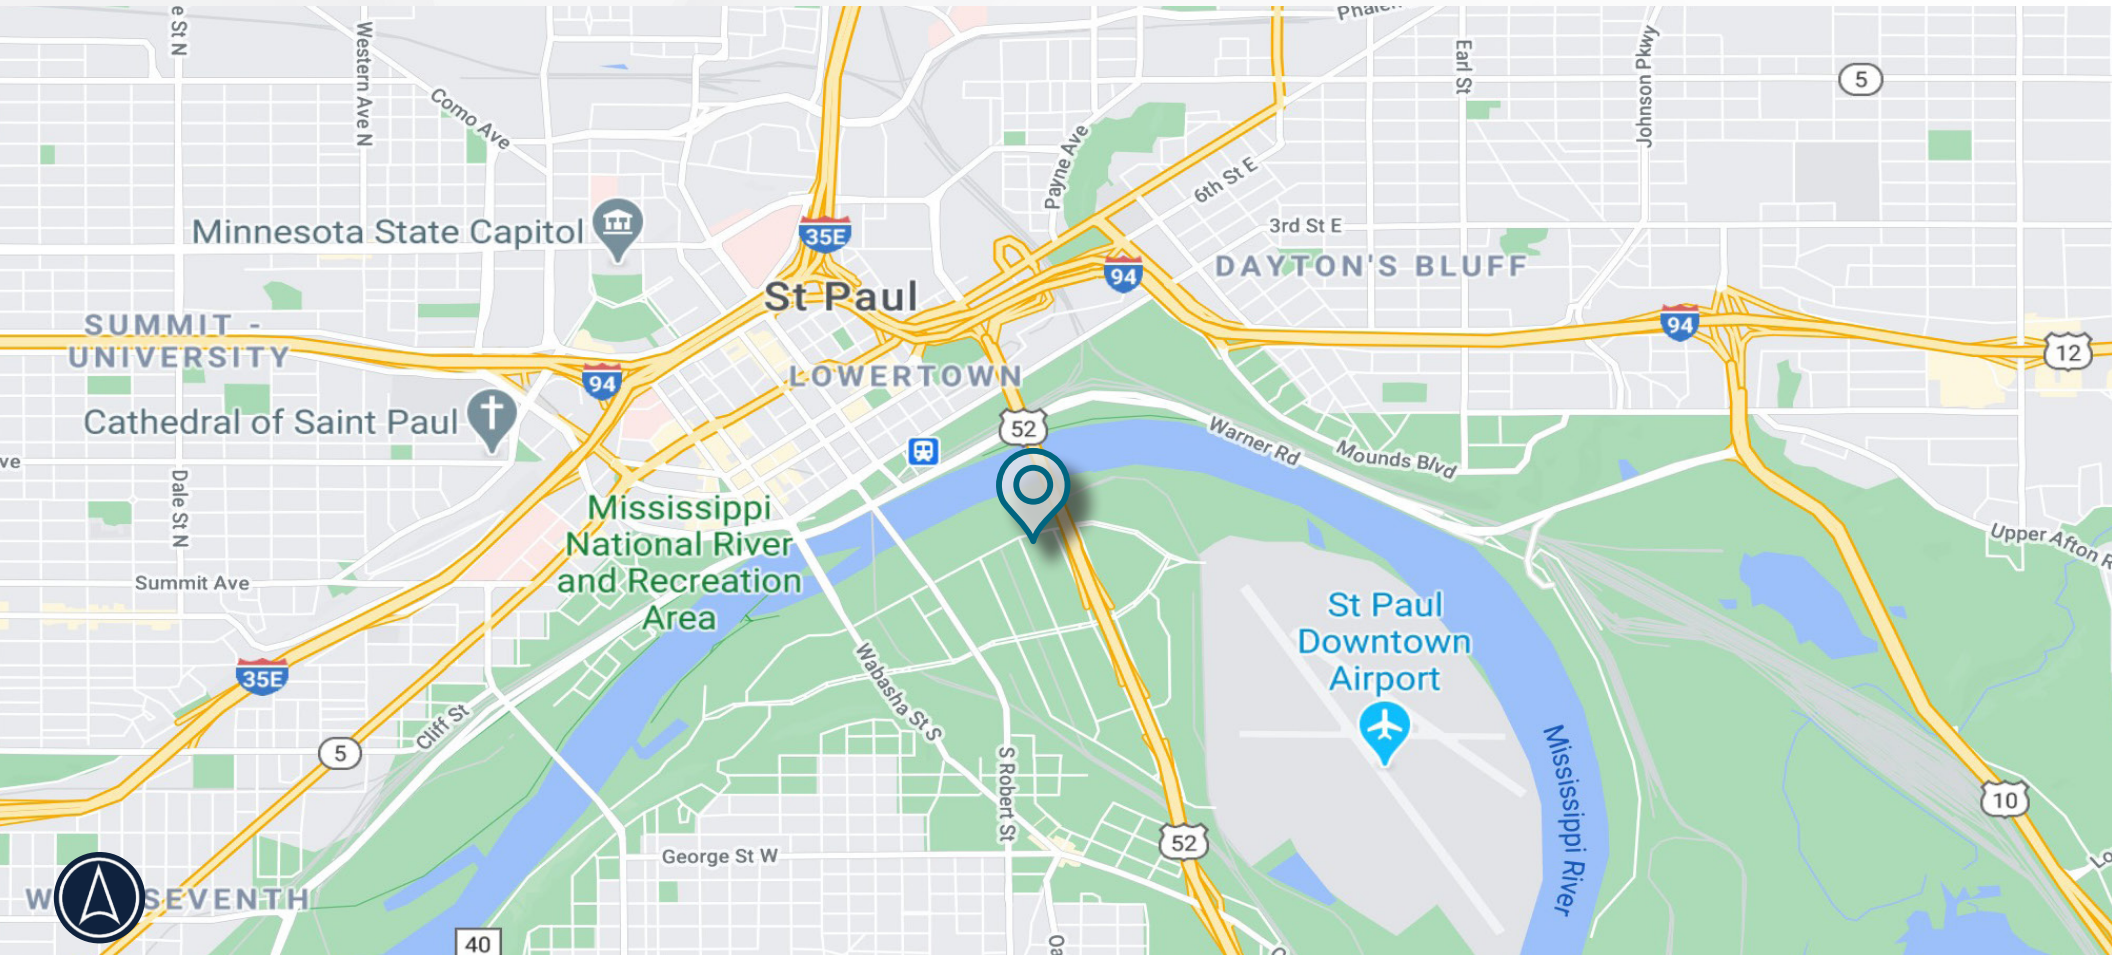 e St N
Western Ave N
Como Ave
Phalen
Earl St
Johnson Pkwy
5
Payne Ave
6th St E
3rd St E
Minnesota State Capitol
35E
94
DAYTON'S BLUFF
St Paul
SUMMIT -
UNIVERSITY
94
94
12
LOWERTOWN
Cathedral of Saint Paul
52
Warner Rd
Mounds Blvd
ve
Dale St N
Mississippi
National River
and Recreation
Area
Upper Afton R
Summit Ave
St Paul
Downtown
Airport
35E
Wabasha St S
Cliff St
5
S Robert St
Mississippi River
10
52
George St W
Lo
W
SEVENTH
40
Oa